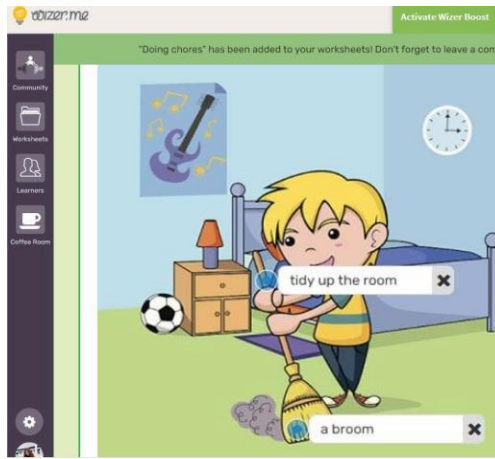 wizer.me
Activate Wizer Boost
"Doing chores" has been added to your worksheets! Don't forget to leave a com
Community
Worksheets
Learners
Coffee Room
tidy up the room
a broom